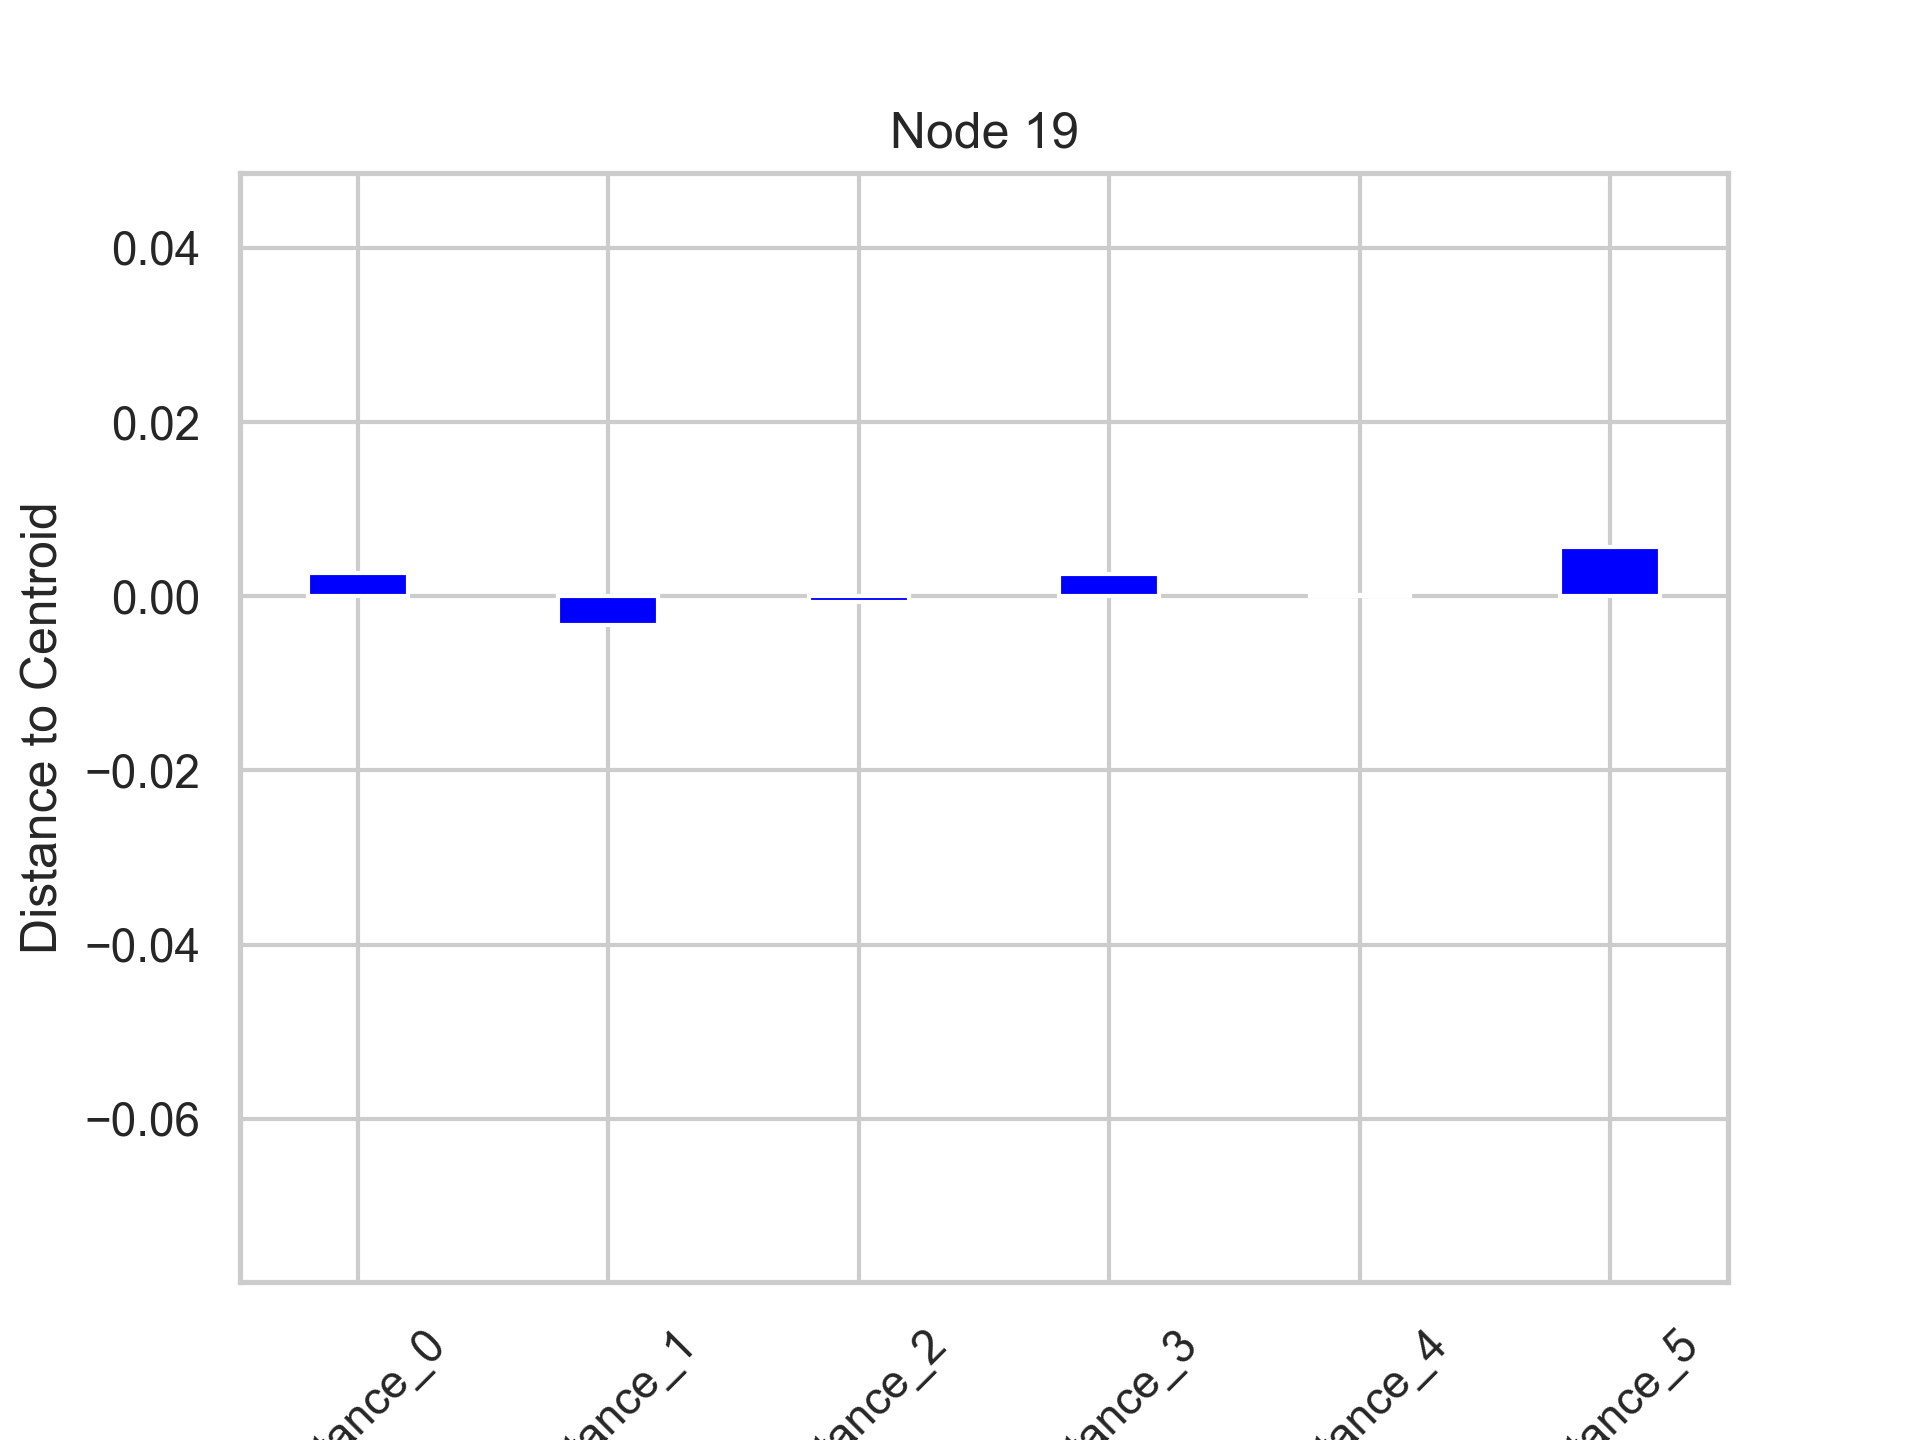 Node 19
0.04
0.02
0.00
−0.02
−0.04
−0.06
Distance to Centroid
tance_0
tance_1
tance_2
tance_3
tance_4
tance_5